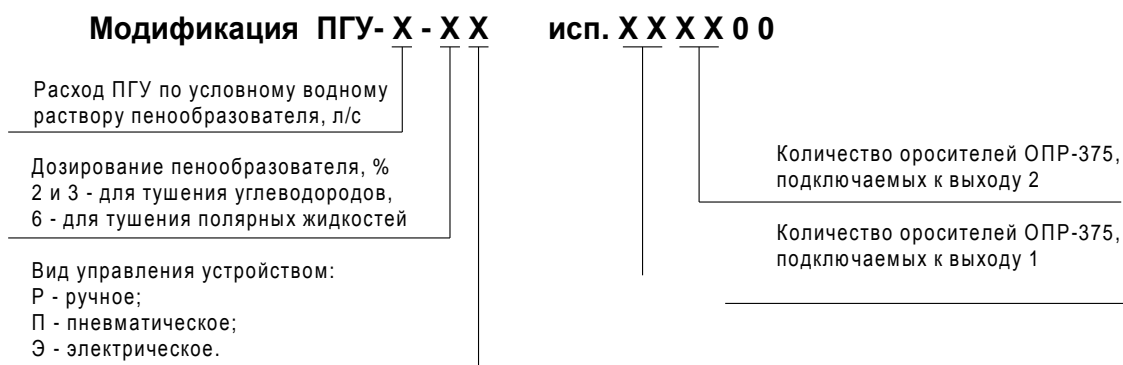 Модификация ПГУ- X - X X исп. X X X X 0 0
Расход ПГУ по условному водному
раствору пенообразователя, л/с
Дозирование пенообразователя, %
2 и 3 - для тушения углеводородов,
6 - для тушения полярных жидкостей
Вид управления устройством:
Р - ручное;
П - пневматическое;
Э - электрическое.
Количество оросителей ОПР-375,
подключаемых к выходу 2
Количество оросителей ОПР-375,
подключаемых к выходу 1